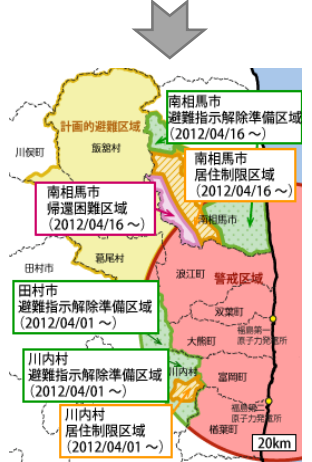 南相馬市
避難指示解除準備区域
(2012/04/16 ～)
計画的避難区域
飯舘村
川俣町
南相馬市
居住制限区域
(2012/04/16 ～)
南相馬市
帰還困難区域
(2012/04/16 ～)
南相馬市
葛尾村
田村市
浪江町
警戒区域
田村市
避難指示解除準備区域
(2012/04/01 ～)
双葉町
福島第一
原子力発電所
大熊町
川内村
避難指示解除準備区域
(2012/04/01 ～)
川内村
富岡町
川内村
居住制限区域
(2012/04/01 ～)
福島第二
原子力発電所
楢葉町
20km